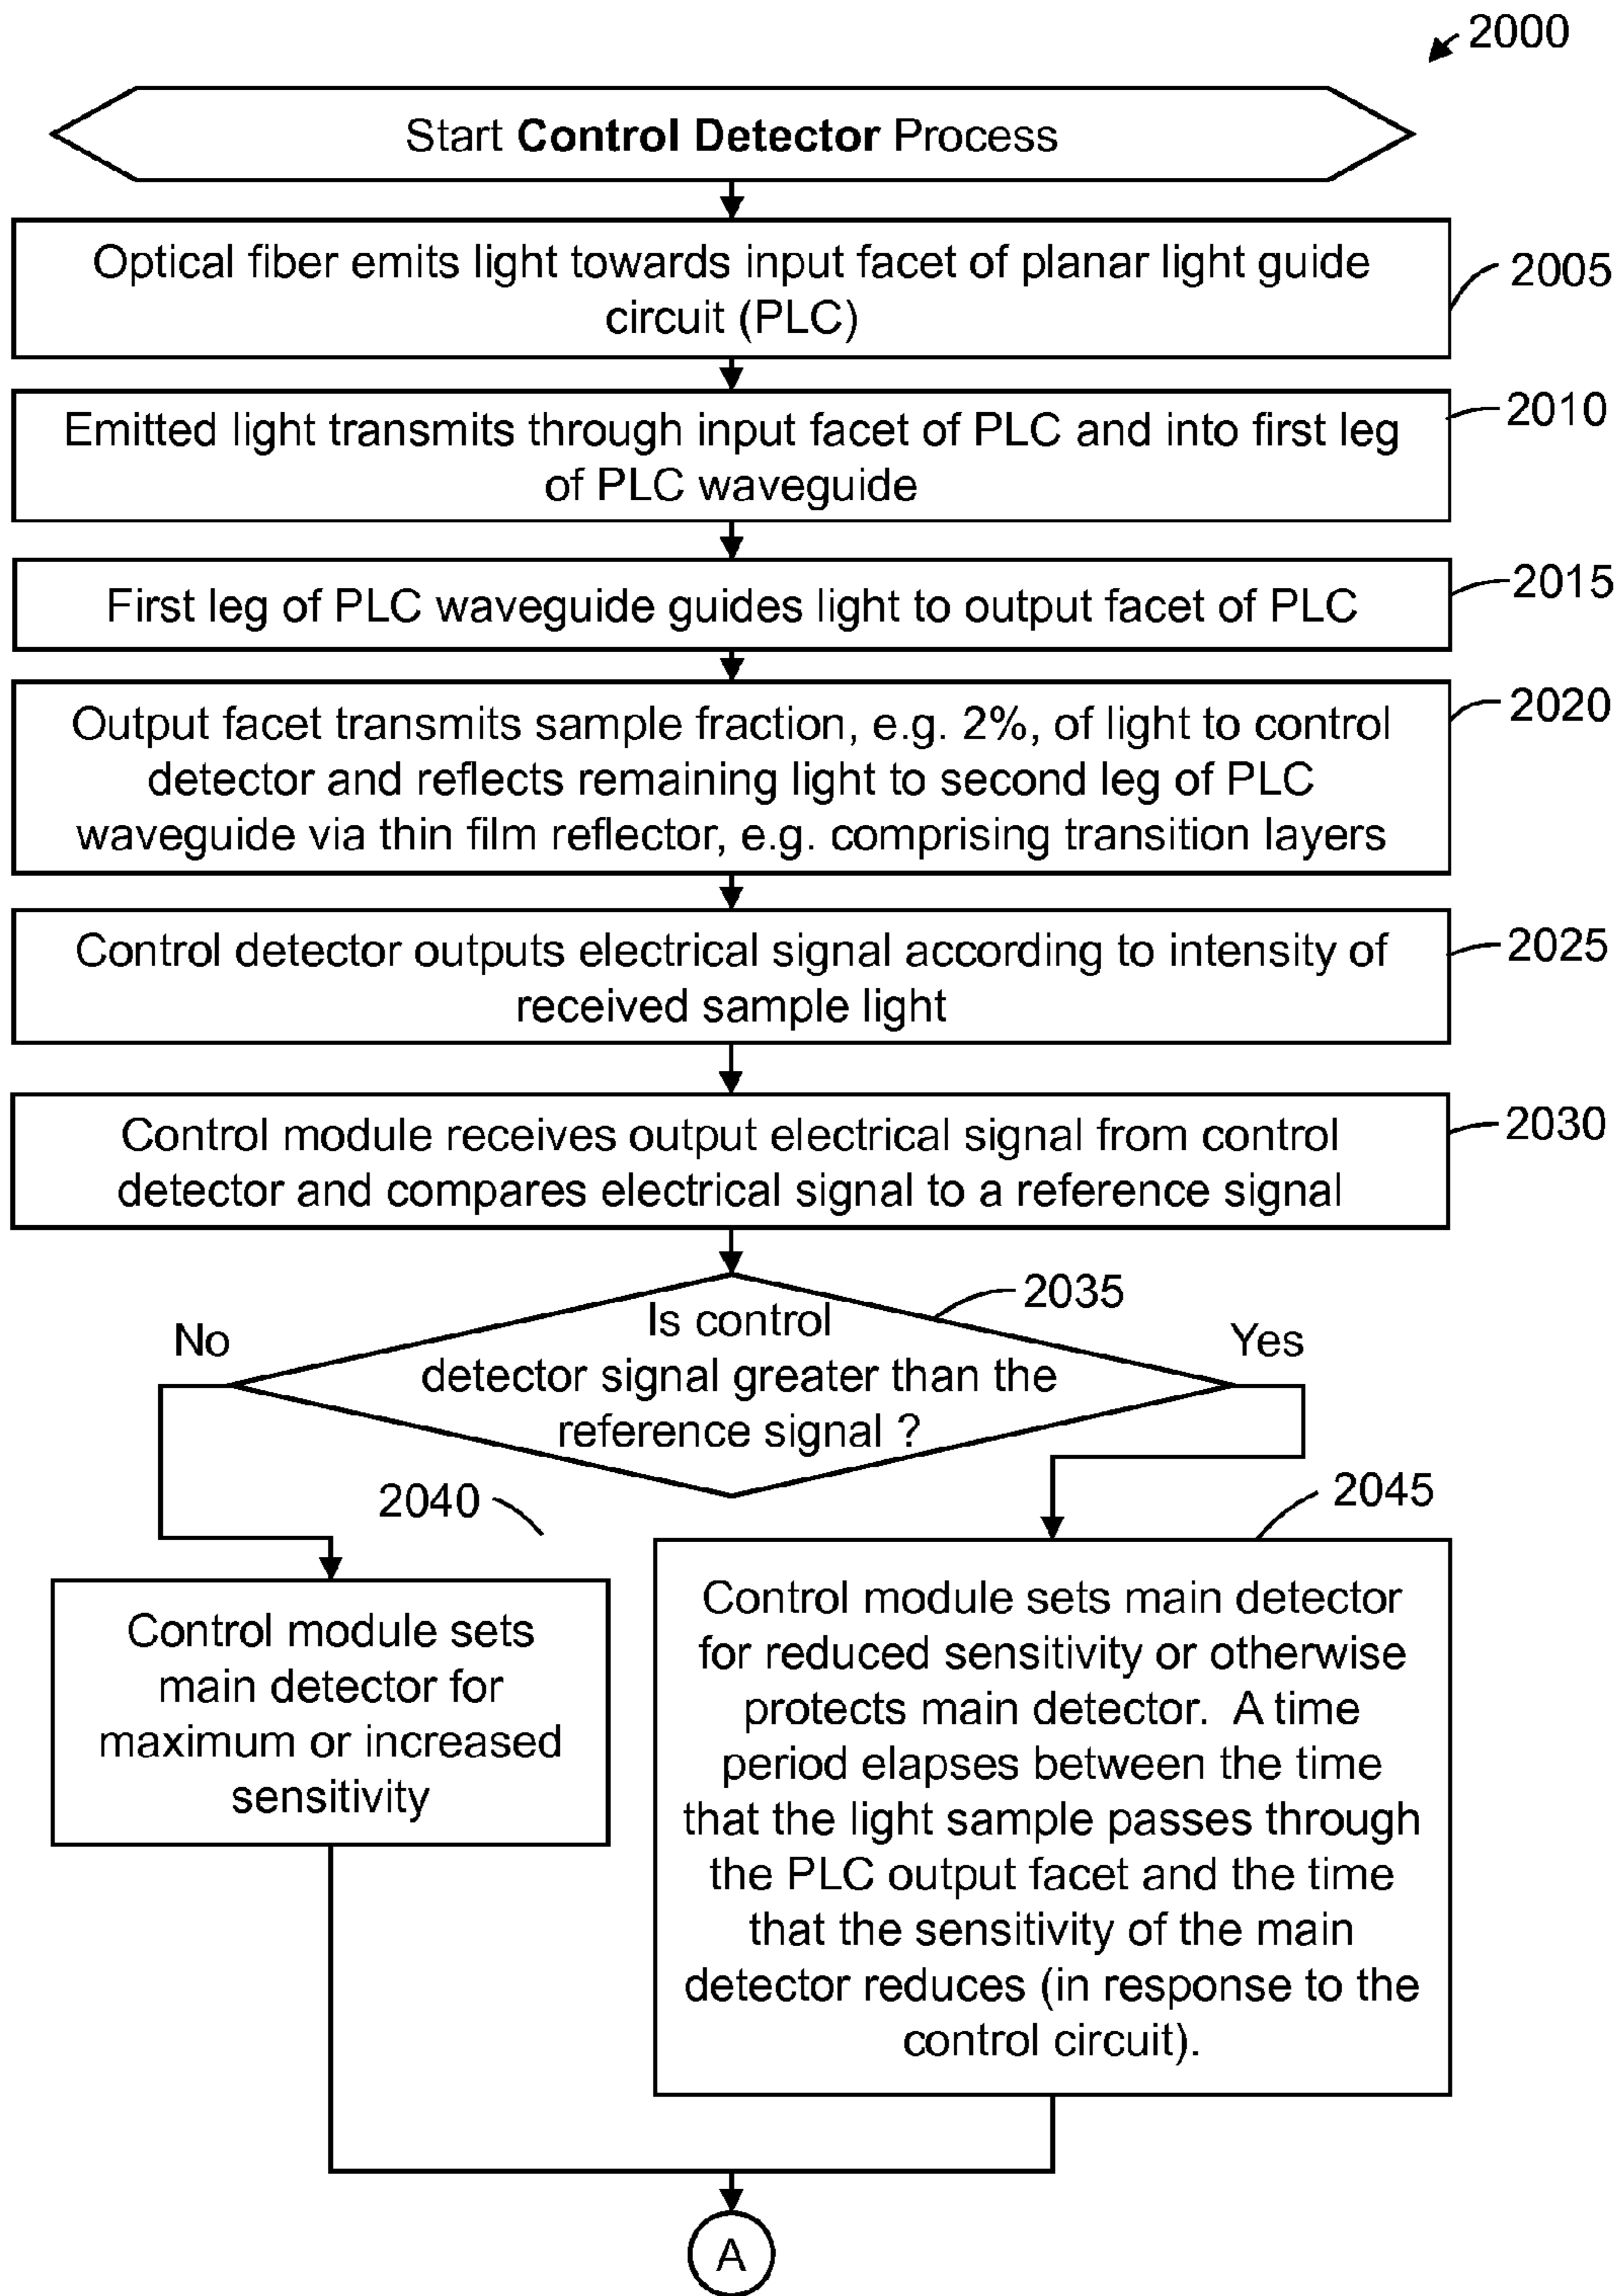 2000
Start Control Detector Process
Optical fiber emits light towards input facet of planar light guide
circuit (PLC)
2005
Emitted light transmits through input facet of PLC and into first leg
of PLC waveguide
2010
First leg of PLC waveguide guides light to output facet of PLC
2015
Output facet transmits sample fraction, e.g. 2%, of light to control
detector and reflects remaining light to second leg of PLC
waveguide via thin film reflector, e.g. comprising transition layers
2020
Control detector outputs electrical signal according to intensity of
received sample light
2025
Control module receives output electrical signal from control
detector and compares electrical signal to a reference signal
2030
Is control
detector signal greater than the
reference signal ?
2035
No
Yes
2040
Control module sets
main detector for
maximum or increased
sensitivity
2045
Control module sets main detector
for reduced sensitivity or otherwise
protects main detector. A time
period elapses between the time
that the light sample passes through
the PLC output facet and the time
that the sensitivity of the main
detector reduces (in response to the
control circuit).
A